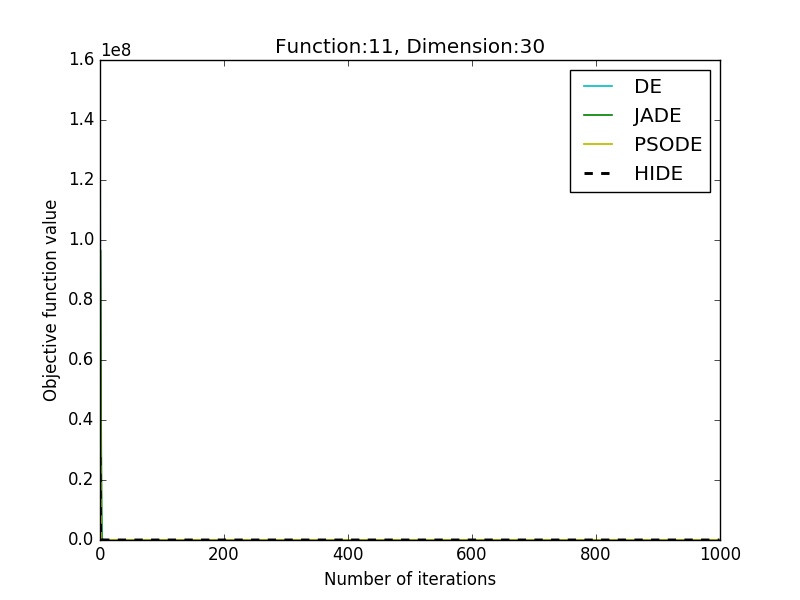 Function:11, Dimension:30
1e8
1.6
1.4
1.2
1.0
0.8
0.6
0.4
0.2
0.0
Objective function value
DE
JADE
PSODE
HIDE
0 200 400 600 800 1000
Number of iterations